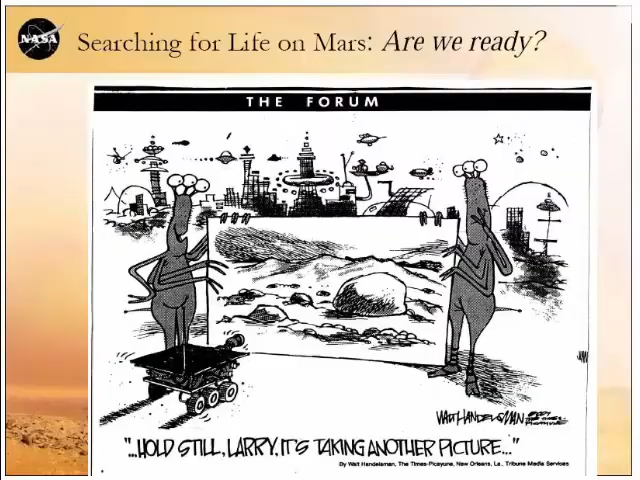 NASA
Searching for Life on Mars: Are we ready?
THE FORUM
WALT HANDELSMAN
"...HOLD STILL, LARRY, IT'S TAKING ANOTHER PICTURE..."
By Walt Handelsman, The Times-Picayune, New Orleans, La., Tribune Media Services